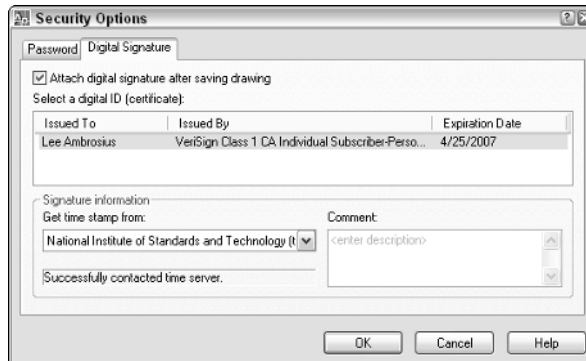 Security Options
Password Digital Signature
Attach digital signature after saving drawing
Select a digital ID (certificate):
Issued To Issued By Expiration Date
Lee Ambrosius VeriSign Class 1 CA Individual Subscriber-Perso... 4/25/2007
Signature information
Get time stamp from: Comment:
National Institute of Standards and Technology (t <enter description>
Successfully contacted time server.
OK Cancel Help